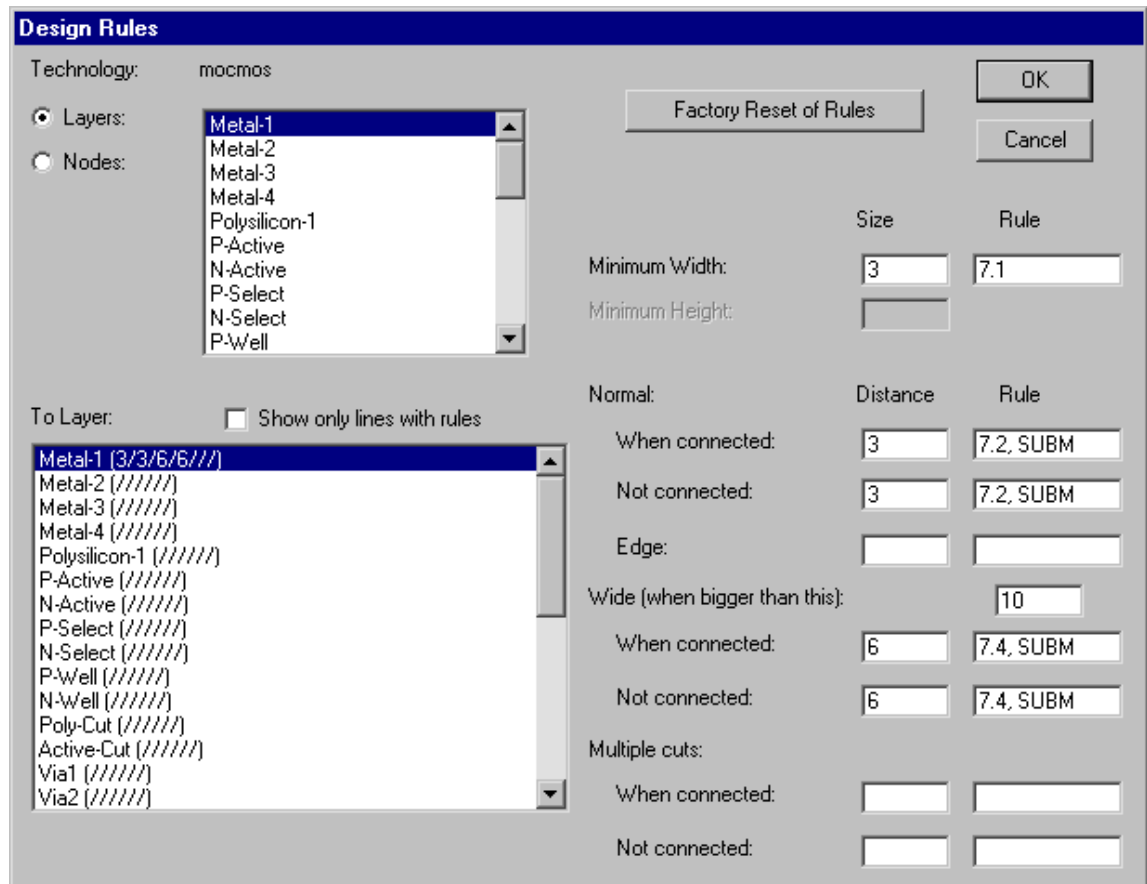 Design Rules
Technology: mocmos
OK
Factory Reset of Rules
Cancel
Layers:
Nodes:
Metal-1
Metal-2
Metal-3
Metal-4
Polysilicon-1
P-Active
N-Active
P-Select
N-Select
P-Well
Size Rule
Minimum Width: 3 7.1
Minimum Height:
To Layer: Show only lines with rules
Metal-1 (3/3/6/6///)
Metal-2 (//////)
Metal-3 (//////)
Metal-4 (//////)
Polysilicon-1 (//////)
P-Active (//////)
N-Active (//////)
P-Select (//////)
N-Select (//////)
P-Well (//////)
N-Well (//////)
Poly-Cut (//////)
Active-Cut (//////)
Via1 (//////)
Via2 (//////)
Normal: Distance Rule
When connected: 3 7.2, SUBM
Not connected: 3 7.2, SUBM
Edge:
Wide (when bigger than this): 10
When connected: 6 7.4, SUBM
Not connected: 6 7.4, SUBM
Multiple cuts:
When connected:
Not connected: